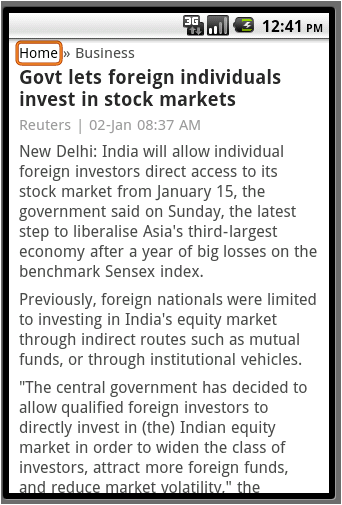 3G 12:41 PM
Home » Business
Govt lets foreign individuals
invest in stock markets
Reuters | 02-Jan 08:37 AM
New Delhi: India will allow individual
foreign investors direct access to its
stock market from January 15, the
government said on Sunday, the latest
step to liberalise Asia's third-largest
economy after a year of big losses on the
benchmark Sensex index.
Previously, foreign nationals were limited
to investing in India's equity market
through indirect routes such as mutual
funds, or through institutional vehicles.
"The central government has decided to
allow qualified foreign investors to
directly invest in (the) Indian equity
market in order to widen the class of
investors, attract more foreign funds,
and reduce market volatility," the